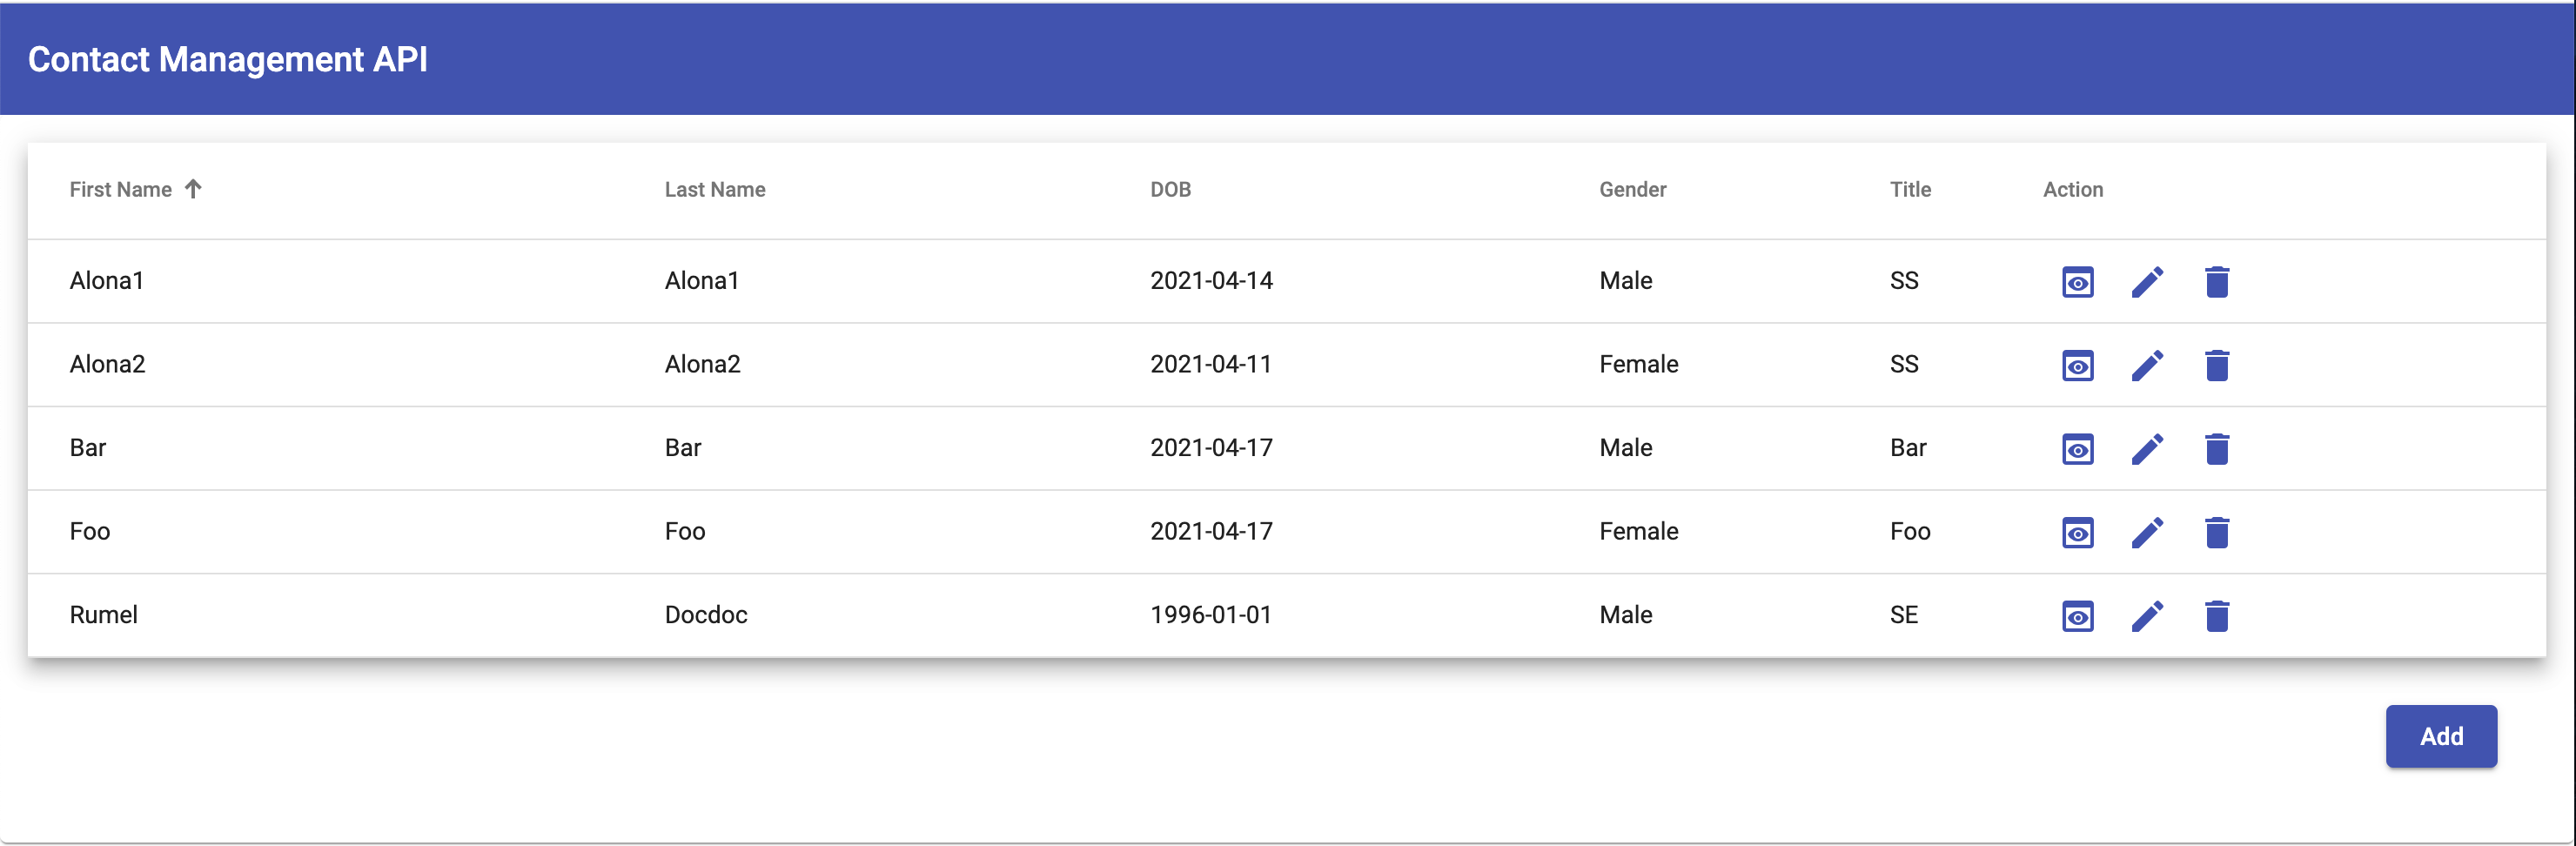 Contact Management API
First Name Last Name DOB Gender Title Action
Alona1 Alona1 2021-04-14 Male SS
Alona2 Alona2 2021-04-11 Female SS
Bar Bar 2021-04-17 Male Bar
Foo Foo 2021-04-17 Female Foo
Rumel Docdoc 1996-01-01 Male SE
Add